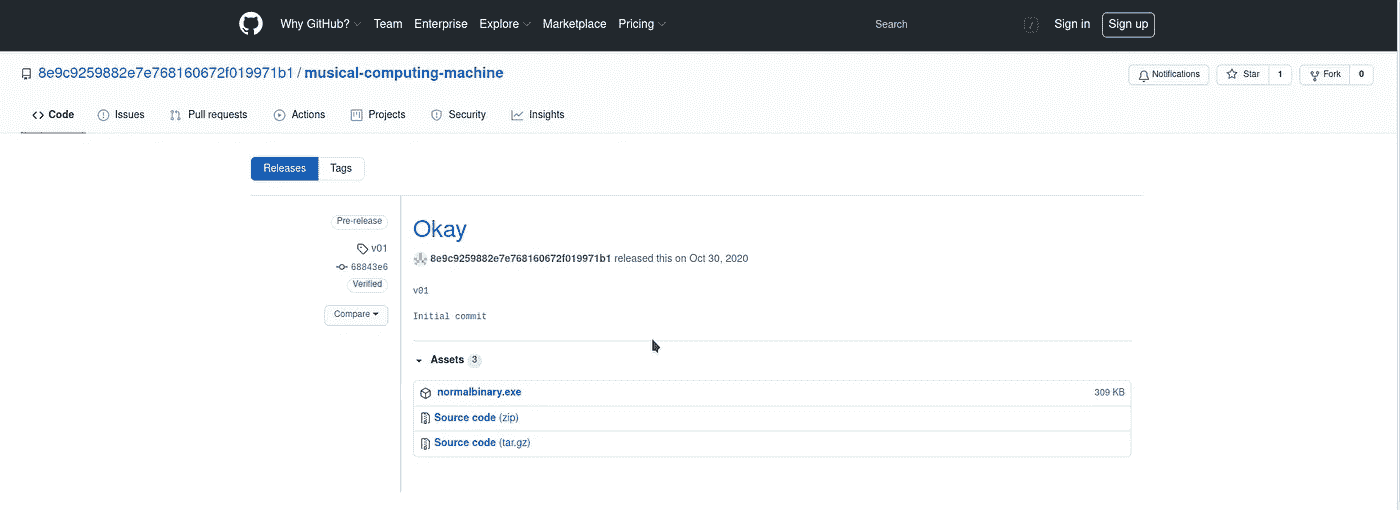 Why GitHub? Team Enterprise Explore Marketplace Pricing Search / Sign in Sign up
8e9c9259882e7e768160672f019971b1 / musical-computing-machine Notifications Star 1 Fork 0
Code Issues Pull requests Actions Projects Security Insights
Releases Tags
Pre-release
v01
68843e6
Verified
Compare
Okay
8e9c9259882e7e768160672f019971b1 released this on Oct 30, 2020
v01
Initial commit
Assets 3
normalbinary.exe 309 KB
Source code (zip)
Source code (tar.gz)